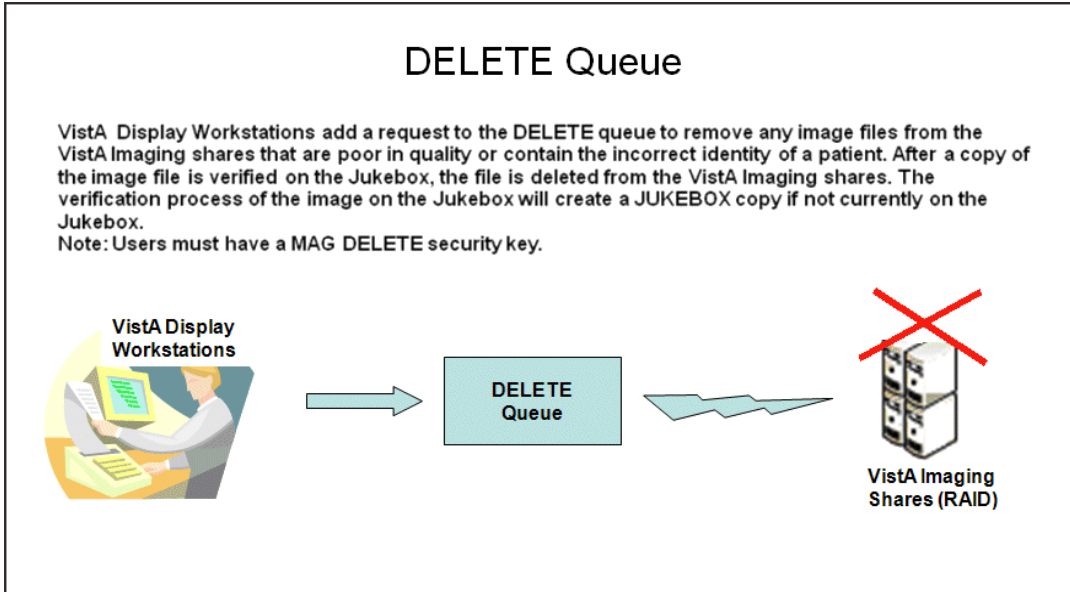 DELETE Queue
VistA Display Workstations add a request to the DELETE queue to remove any image files from the
VistA Imaging shares that are poor in quality or contain the incorrect identity of a patient. After a copy of
the image file is verified on the Jukebox, the file is deleted from the VistA Imaging shares. The
verification process of the image on the Jukebox will create a JUKEBOX copy if not currently on the
Jukebox.
Note: Users must have a MAG DELETE security key.
VistA Display
Workstations
DELETE
Queue
VistA Imaging
Shares (RAID)